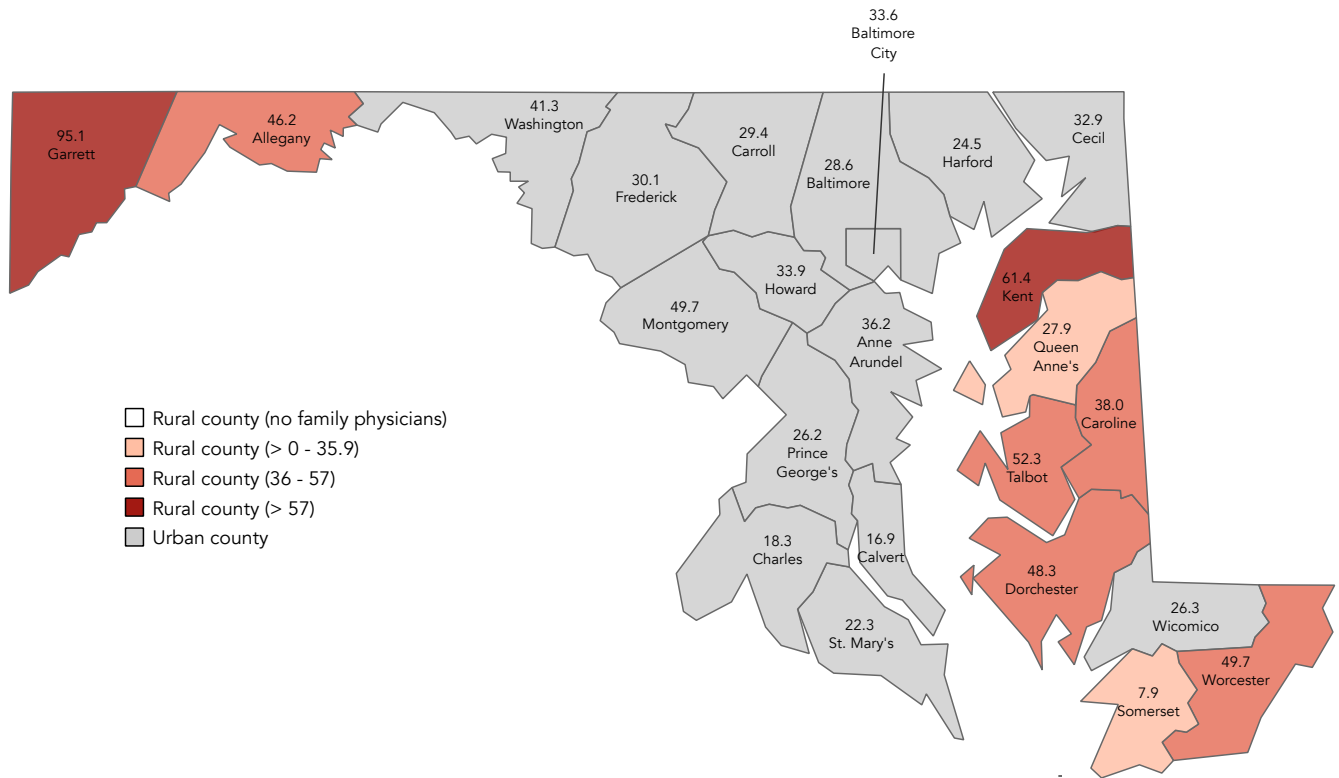 33.6
Baltimore
City
95.1
Garrett
46.2
Allegany
41.3
Washington
30.1
Frederick
29.4
Carroll
28.6
Baltimore
24.5
Harford
32.9
Cecil
49.7
Montgomery
33.9
Howard
36.2
Anne
Arundel
61.4
Kent
27.9
Queen
Anne's
38.0
Caroline
52.3
Talbot
26.2
Prince
George's
18.3
Charles
16.9
Calvert
22.3
St. Mary's
48.3
Dorchester
26.3
Wicomico
49.7
Worcester
7.9
Somerset
Rural county (no family physicians)
Rural county (> 0 - 35.9)
Rural county (36 - 57)
Rural county (> 57)
Urban county